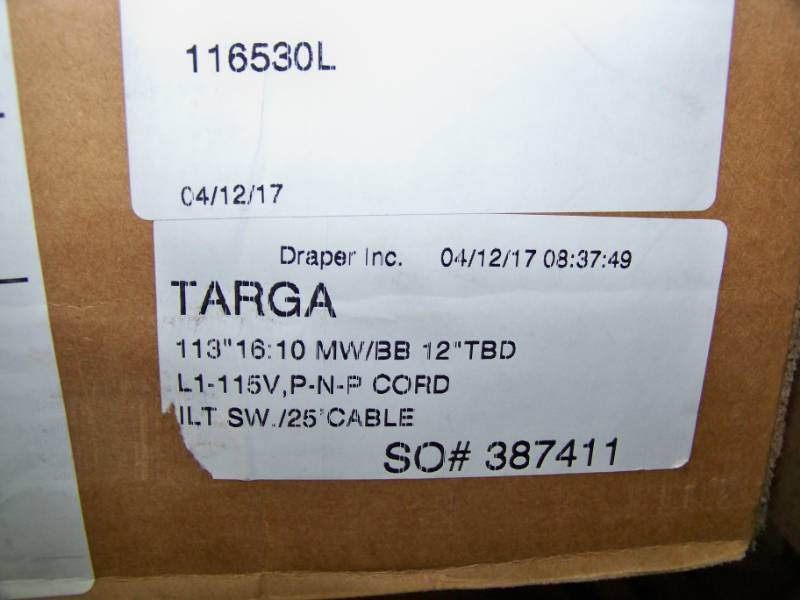 116530L
04/12/17
Draper Inc. 04/12/17 08:37:49
TARGA
113"16:10 MW/BB 12"TBD
L1-115V,P-N-P CORD
ILT SW./25'CABLE
SO# 387411